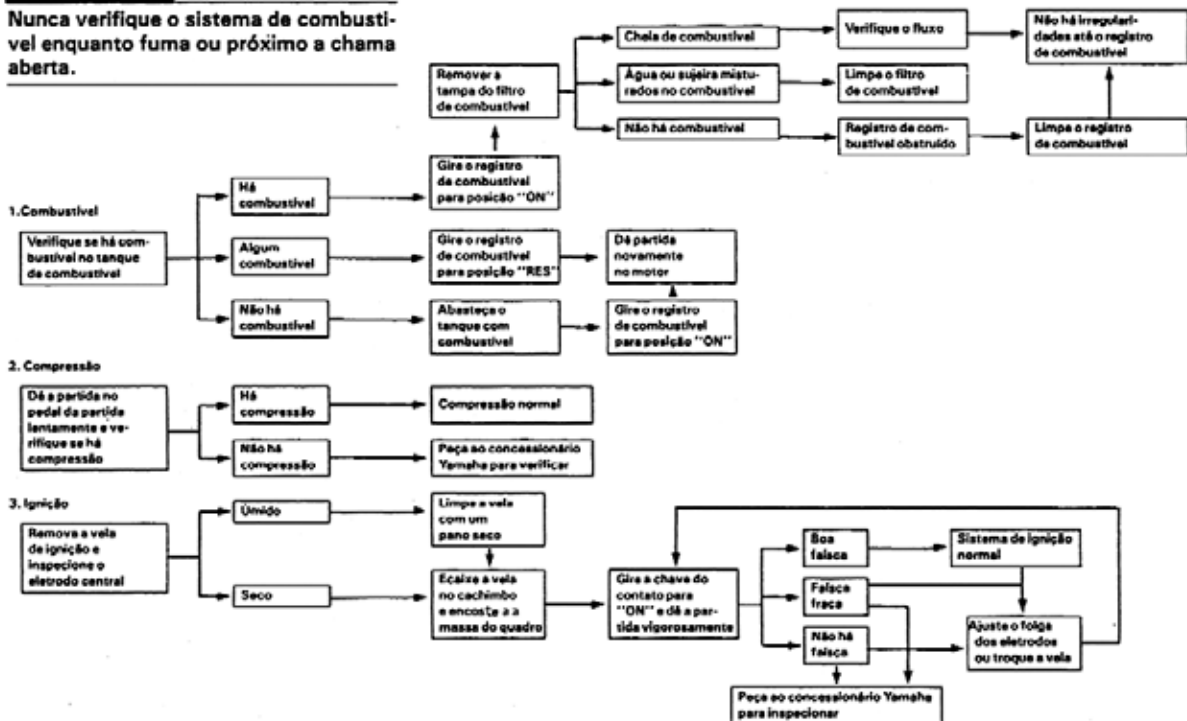 Nunca verifique o sistema de combustí-
vel enquanto fuma ou próximo a chama
aberta.
Remover a
tampa do filtro
de combustível
Cheia de combustível
Verifique o fluxo
Não há irregulari-
dades até o registro
de combustível
Água ou sujeira mistu-
rados no combustível
Limpe o filtro
de combustível
Não há combustível
Registro de com-
bustível obstruído
Limpe o registro
de combustível
1.Combustível
Verifique se há com-
bustível no tanque
de combustível
Há
combustível
Gire o registro
de combustível
para posição "ON"
Algum
combustível
Gire o registro
de combustível
para posição "RES"
Dê partida
novamente
no motor
Não há
combustível
Abasteça o
tanque com
combustível
Gire o registro
de combustível
para posição "ON"
2. Compressão
Dê a partida no
pedal da partida
lentamente e ve-
rifique se há
compressão
Há
compressão
Compressão normal
Não há
compressão
Peça ao concessionário
Yamaha para verificar
3. Ignição
Remova a vela
de ignição e
inspecione o
eletrodo central
Úmido
Limpe a vela
com um
pano seco
Seco
Ecaixe a vela
no cachimbo
e encoste a a
massa do quadro
Gire a chave do
contato para
"ON" e dê a par-
tida vigorosamente
Boa
faísca
Sistema de ignição
normal
Faísca
fraca
Não há
faísca
Ajuste o folga
dos eletrodos
ou troque a vela
Peça ao concessionário Yamaha
para inspecionar